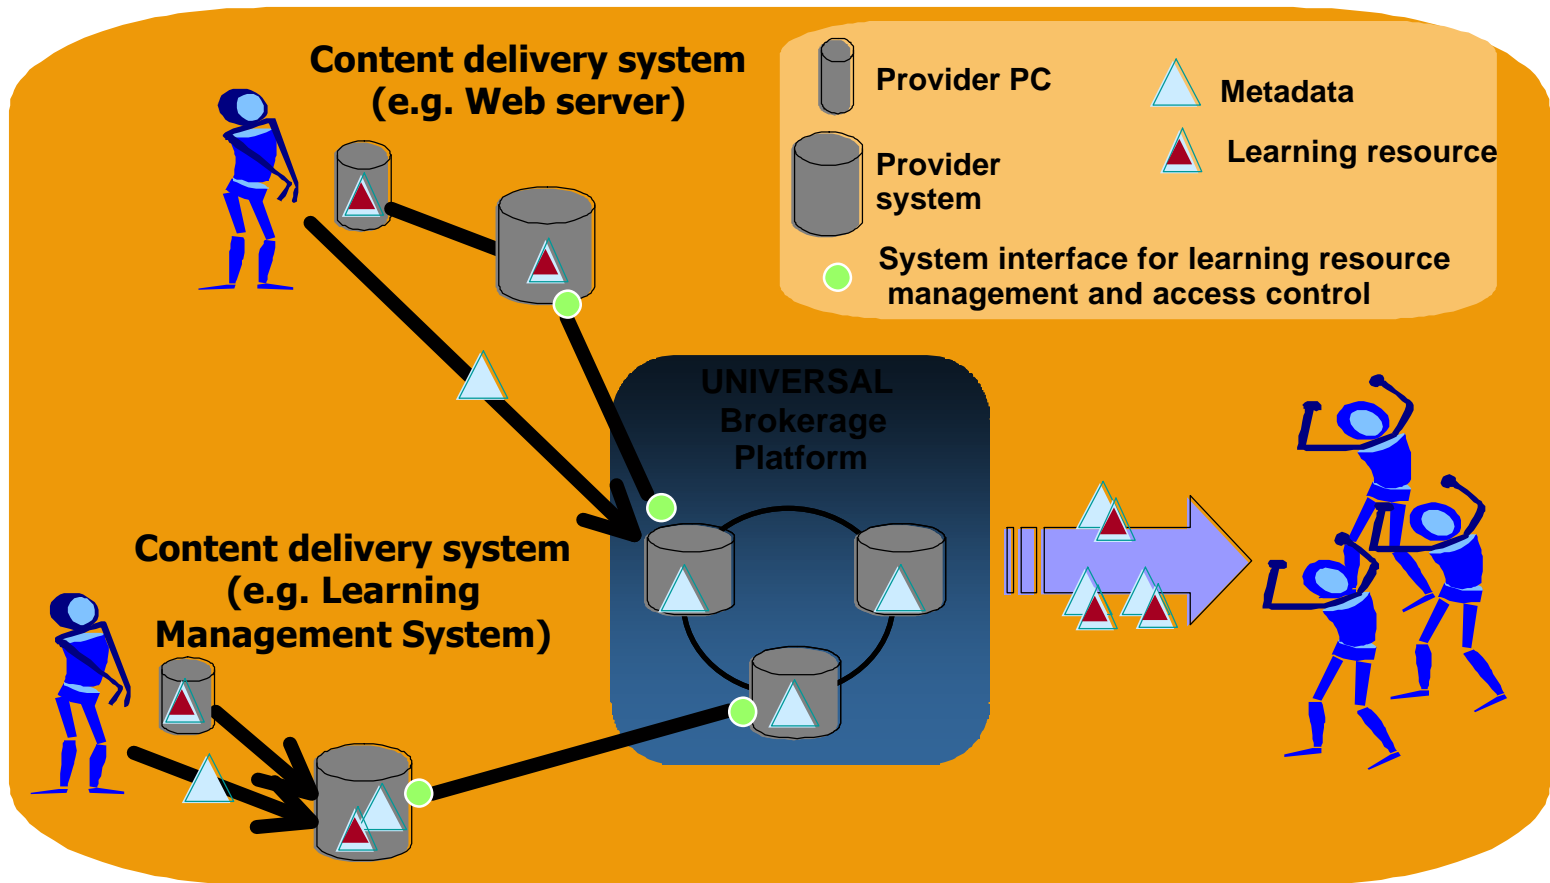 Content delivery system
(e.g. Web server)
Provider PC
Metadata
Provider
system
Learning resource
System interface for learning resource
management and access control
UNIVERSAL
Brokerage
Platform
Content delivery system
(e.g. Learning
Management System)